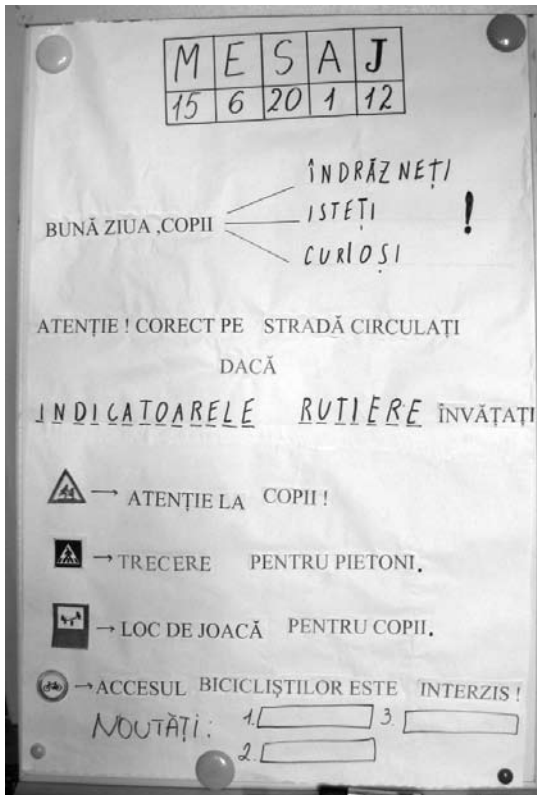 M E S A J
15 6 20 1 12
ÎNDRĂZNEȚI
BUNĂ ZIUA ,COPII ISTEȚI !
CURIOȘI
ATENȚIE ! CORECT PE STRADĂ CIRCULAȚI
DACĂ
INDICATOARELE RUTIERE ÎNVĂȚAȚI
→ ATENȚIE LA COPII !
→ TRECERE PENTRU PIETONI.
→ LOC DE JOACĂ PENTRU COPII.
→ ACCESUL BICICLIȘTILOR ESTE INTERZIS !
NOUTĂȚI: 1. 3.
2.